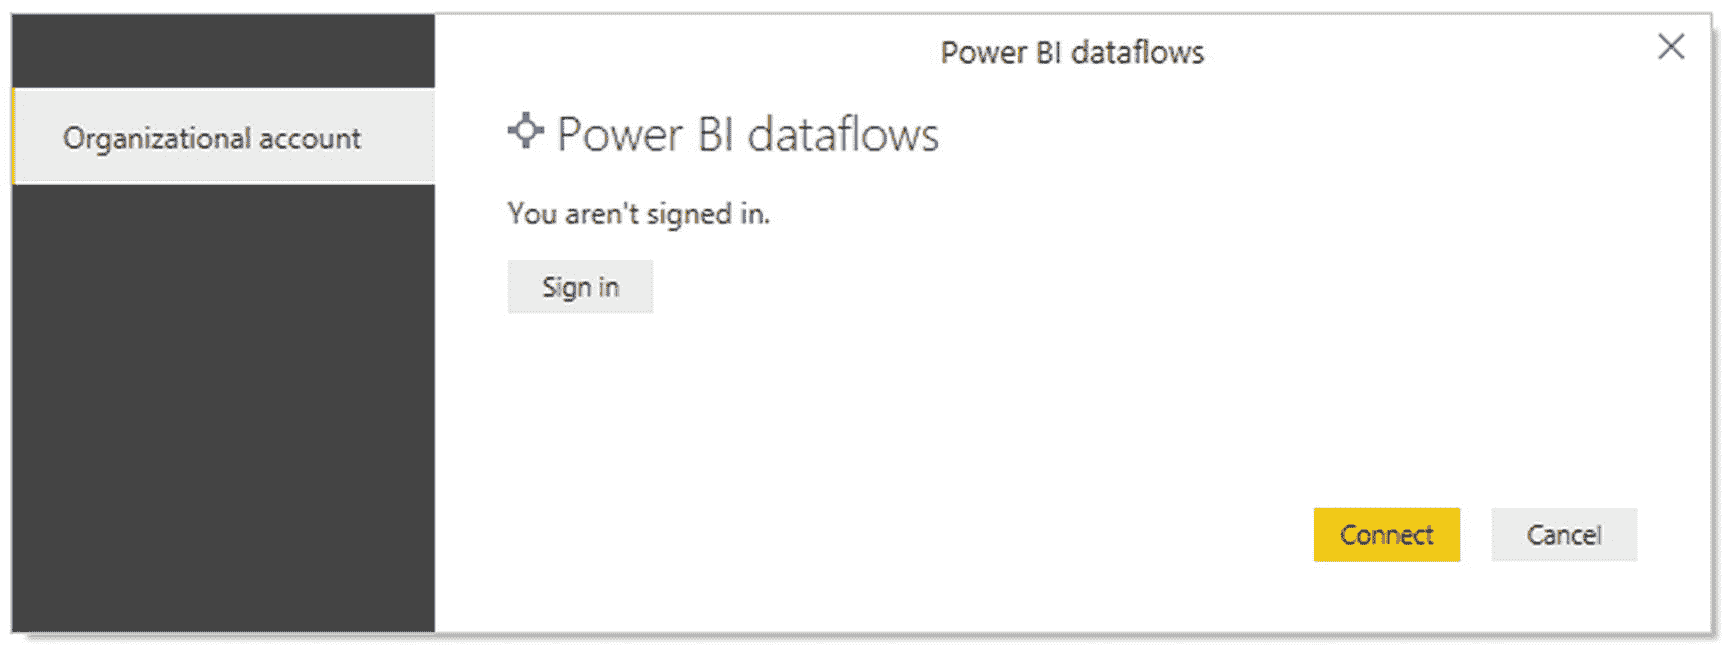 Power BI dataflows
Organizational account
Power BI dataflows
You aren't signed in.
Sign in
Connect
Cancel